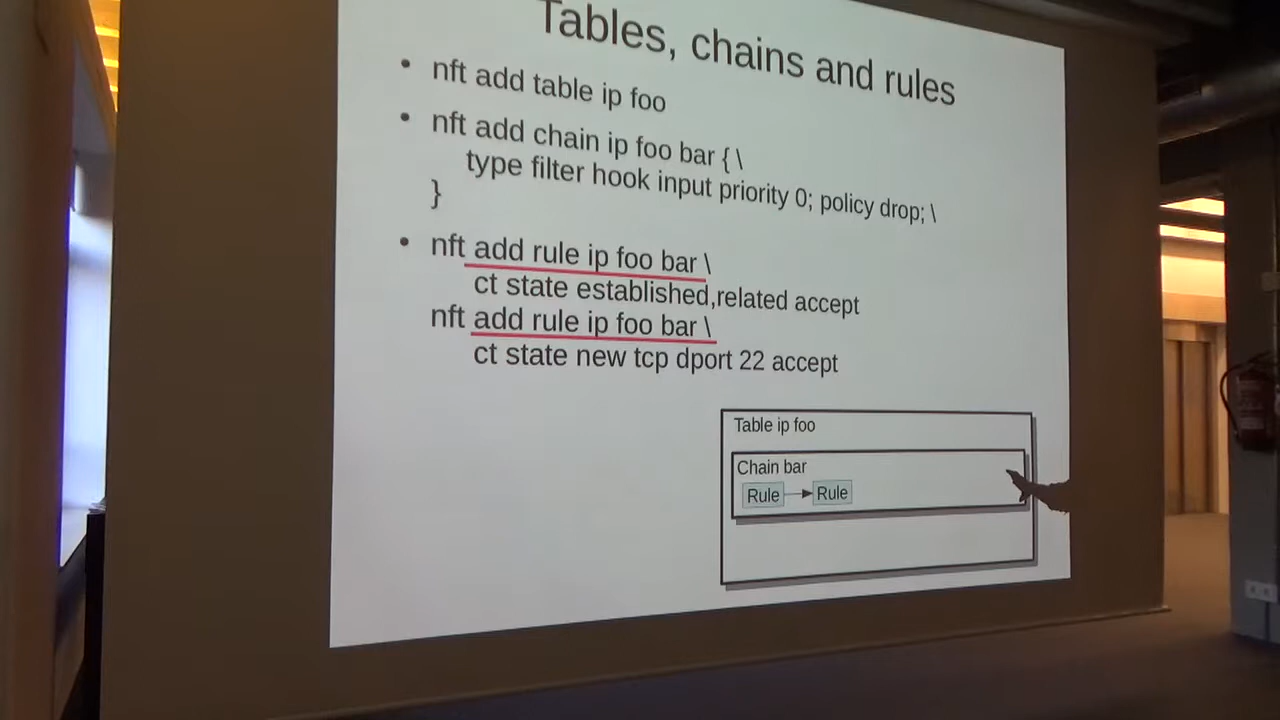 Tables, chains and rules
• nft add table ip foo
• nft add chain ip foo bar { \
type filter hook input priority 0; policy drop; \
}
• nft add rule ip foo bar \
ct state established,related accept
nft add rule ip foo bar \
ct state new tcp dport 22 accept
Table ip foo
Chain bar
Rule Rule